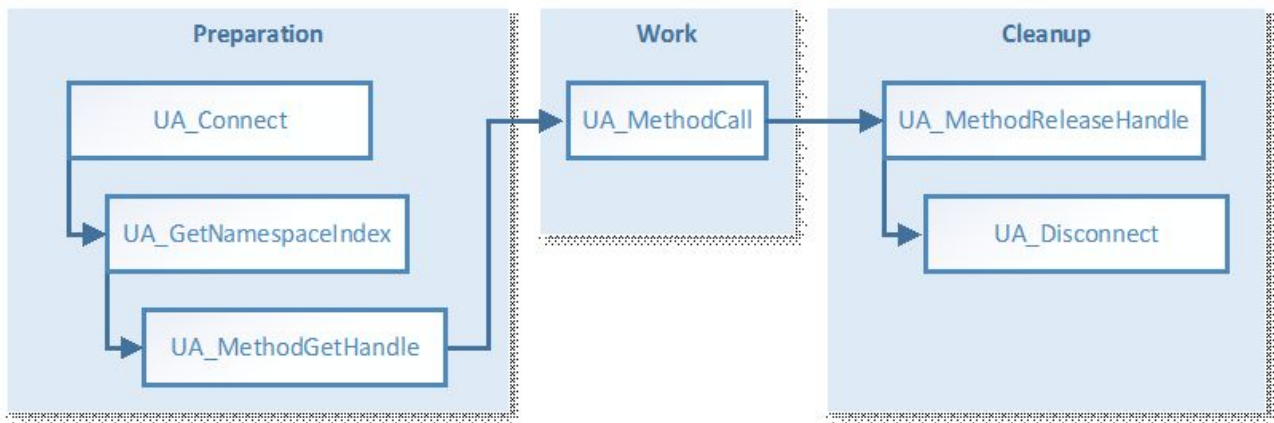 Preparation
UA_Connect
UA_GetNamespaceIndex
UA_MethodGetHandle
Work
UA_MethodCall
Cleanup
UA_MethodReleaseHandle
UA_Disconnect